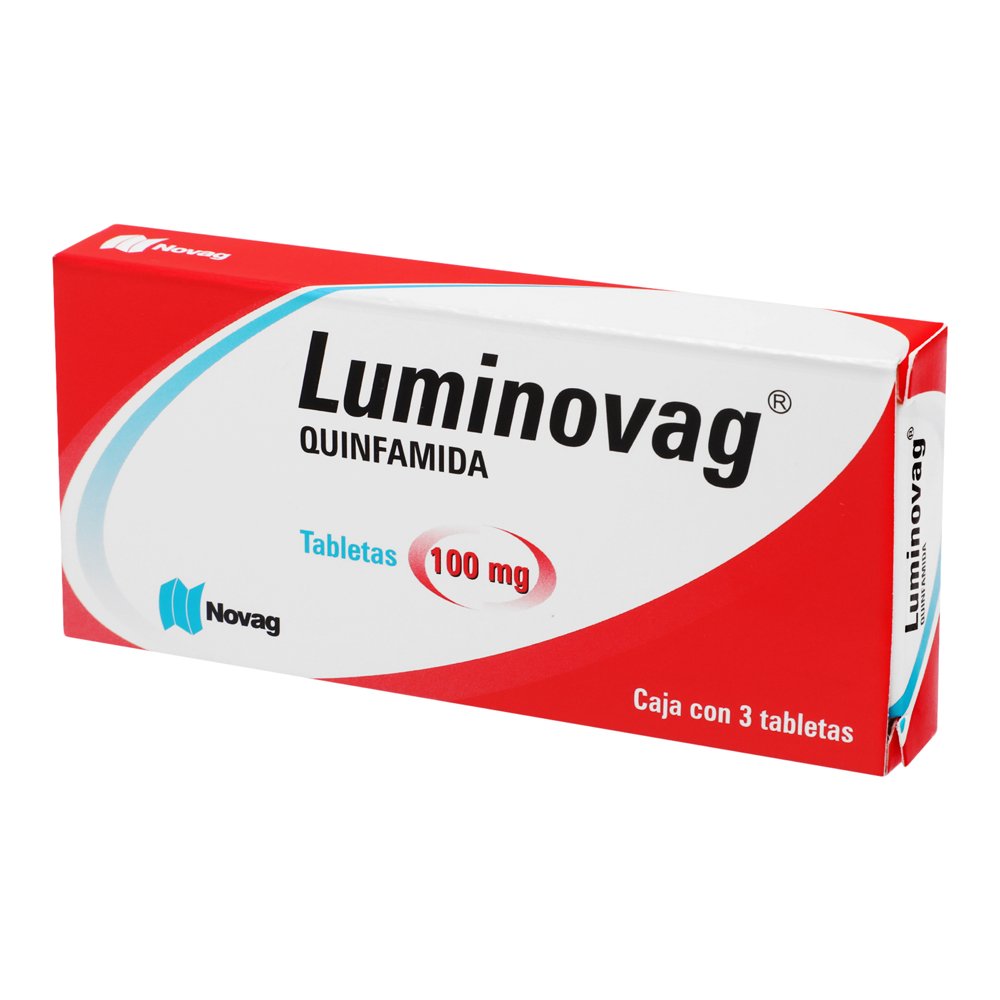 Novag
Luminovag®
QUINFAMIDA
Tabletas 100 mg
Novag
Caja con 3 tabletas
Luminovag®
QUINFAMIDA